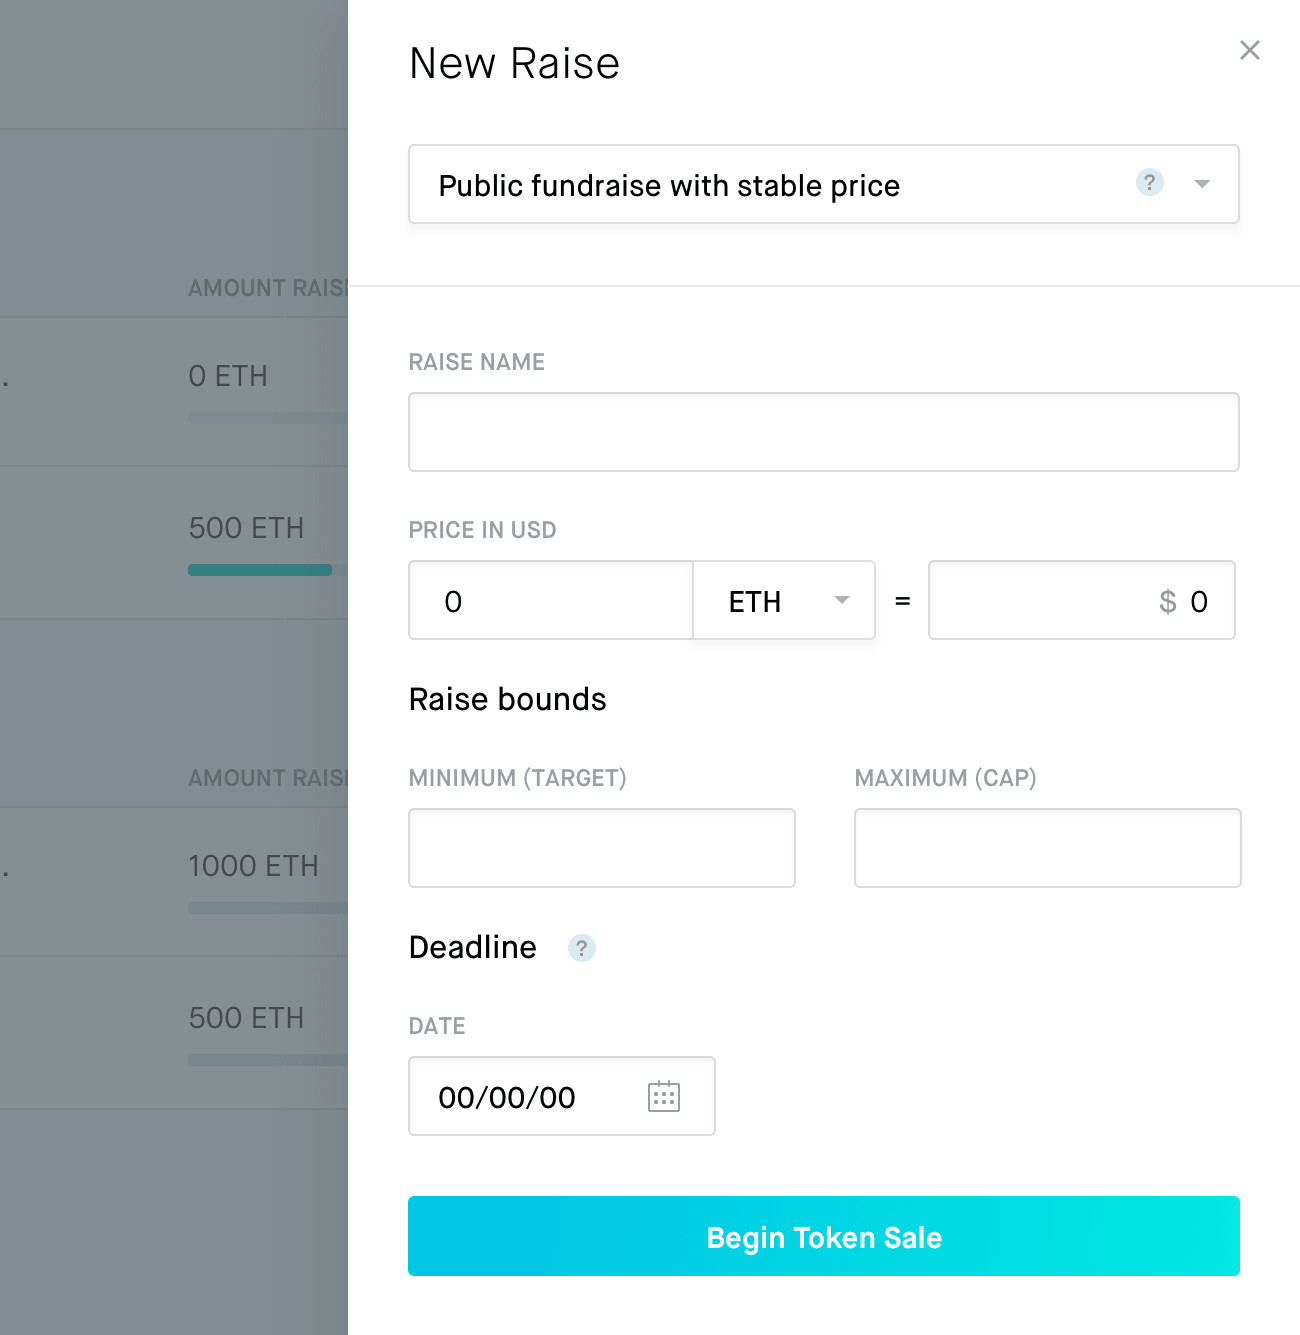 New Raise
Public fundraise with stable price ?
AMOUNT RAIS
RAISE NAME
. 0 ETH
500 ETH
PRICE IN USD
0 ETH = $ 0
Raise bounds
AMOUNT RAIS
MINIMUM (TARGET) MAXIMUM (CAP)
. 1000 ETH
Deadline ?
500 ETH
DATE
00/00/00
Begin Token Sale